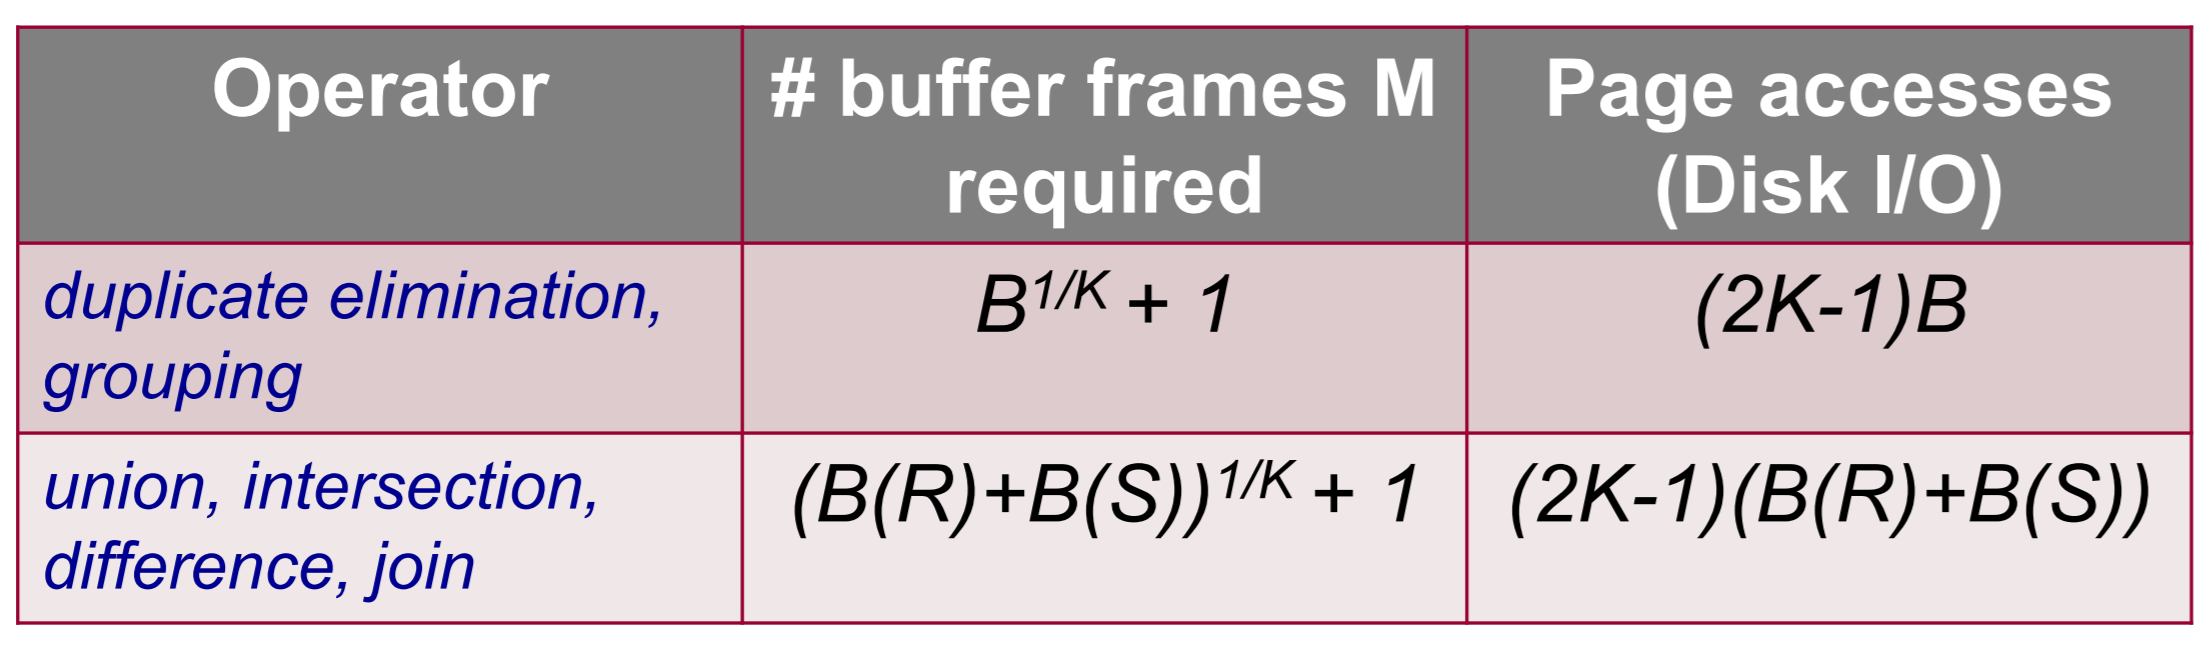 Operator
# buffer frames M
required
Page accesses
(Disk I/O)
duplicate elimination,
grouping
B^1/K + 1
(2K-1)B
union, intersection,
difference, join
(B(R)+B(S))^1/K + 1
(2K-1)(B(R)+B(S))